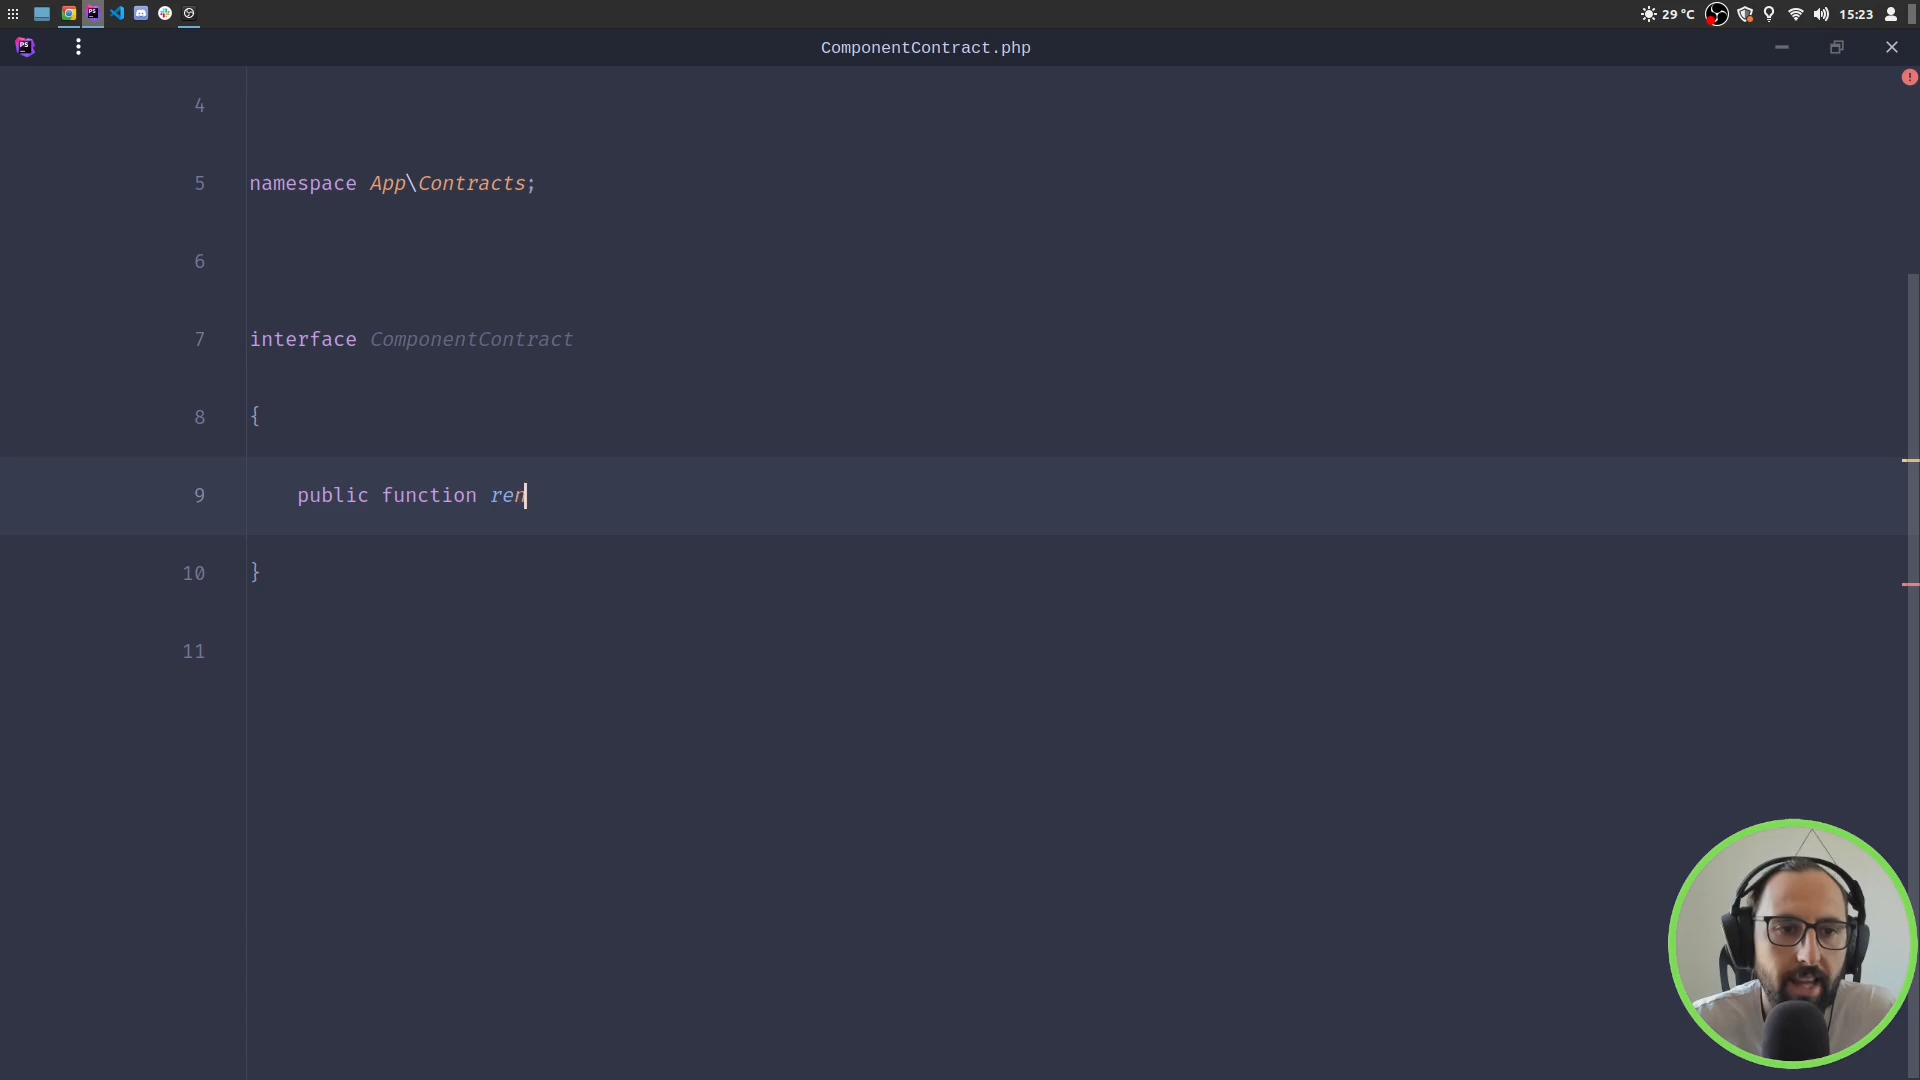 29 °C
15:23
PS
ComponentContract.php
4
5 namespace App\Contracts;
6
7 interface ComponentContract
8 {
9 public function ren
10 }
11